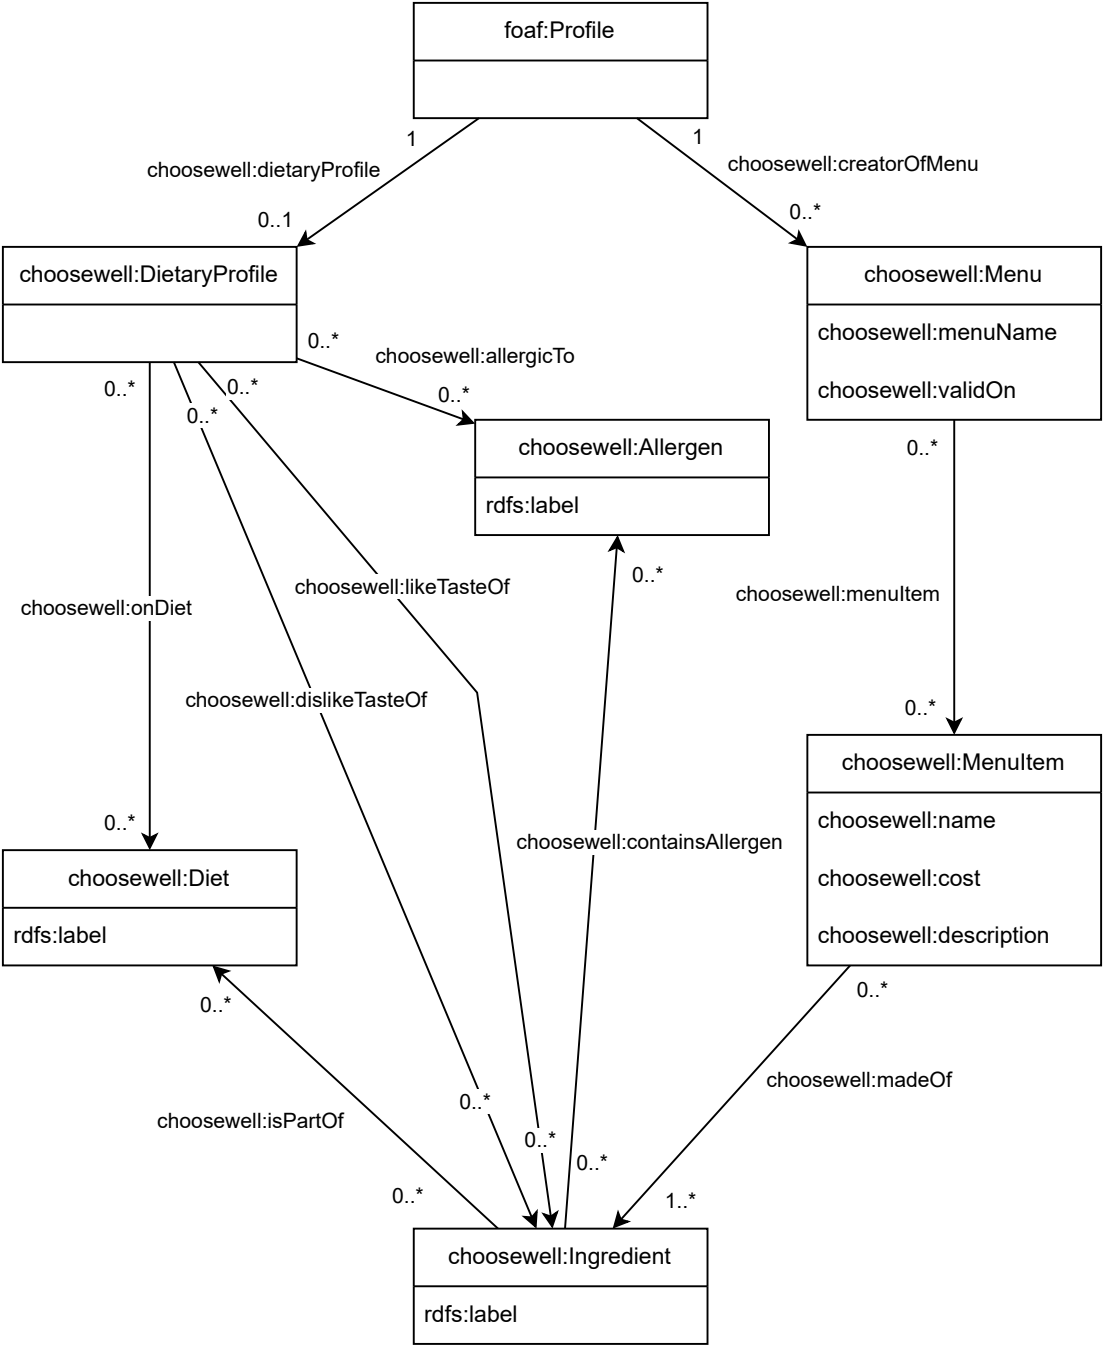 foaf:Profile
1
1
choosewell:dietaryProfile
choosewell:creatorOfMenu
0..1
0..*
choosewell:DietaryProfile
choosewell:Menu
choosewell:menuName
choosewell:validOn
0..*
choosewell:allergicTo
0..*
0..*
0..*
0..*
choosewell:Allergen
rdfs:label
0..*
0..*
choosewell:likeTasteOf
choosewell:menuItem
choosewell:onDiet
choosewell:dislikeTasteOf
0..*
choosewell:MenuItem
choosewell:name
choosewell:cost
choosewell:description
0..*
choosewell:containsAllergen
choosewell:Diet
rdfs:label
0..*
0..*
choosewell:madeOf
0..*
choosewell:isPartOf
0..*
0..*
0..*
1..*
choosewell:Ingredient
rdfs:label